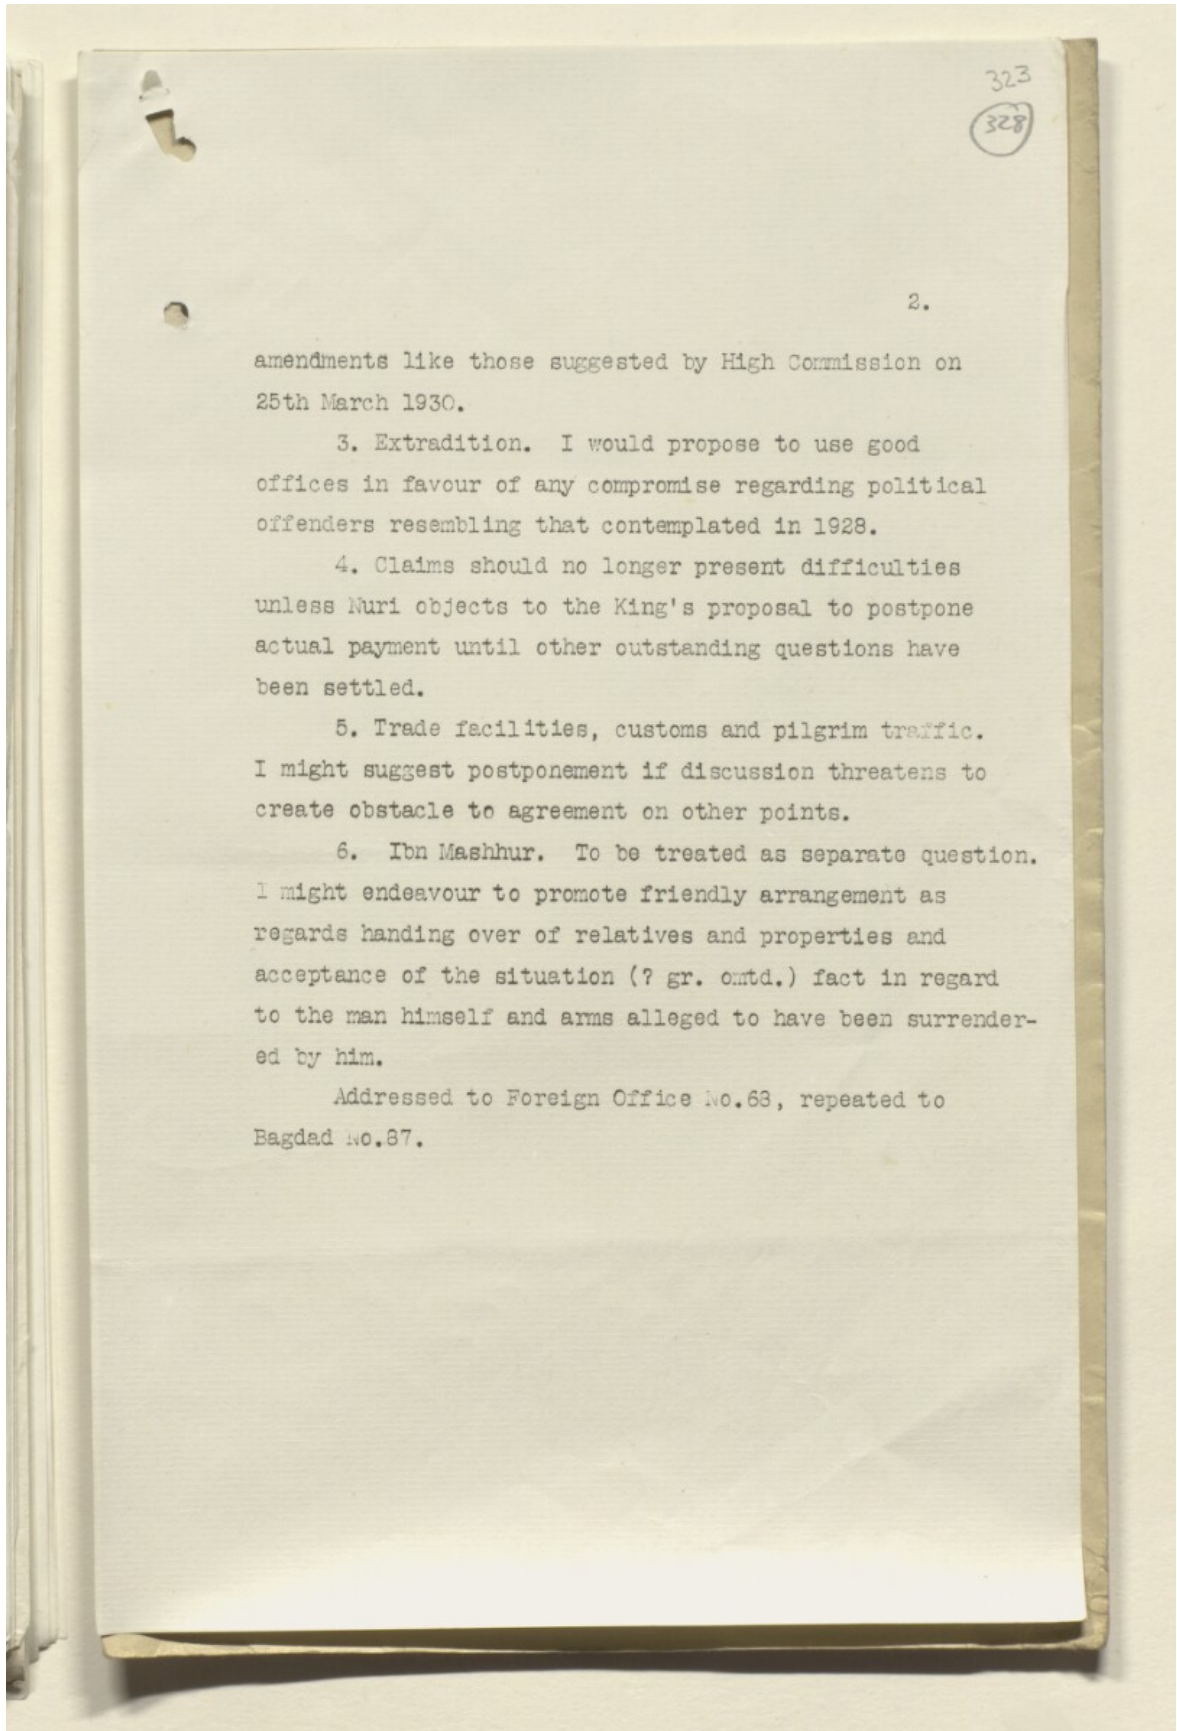 323
328
2.
amendments like those suggested by High Commission on
25th March 1930.
3. Extradition. I would propose to use good
offices in favour of any compromise regarding political
offenders resembling that contemplated in 1928.
4. Claims should no longer present difficulties
unless Nuri objects to the King's proposal to postpone
actual payment until other outstanding questions have
been settled.
5. Trade facilities, customs and pilgrim traffic.
I might suggest postponement if discussion threatens to
create obstacle to agreement on other points.
6. Ibn Mashhur. To be treated as separate question.
I might endeavour to promote friendly arrangement as
regards handing over of relatives and properties and
acceptance of the situation (? gr. omtd.) fact in regard
to the man himself and arms alleged to have been surrender-
ed by him.
Addressed to Foreign Office No.68, repeated to
Bagdad No.87.